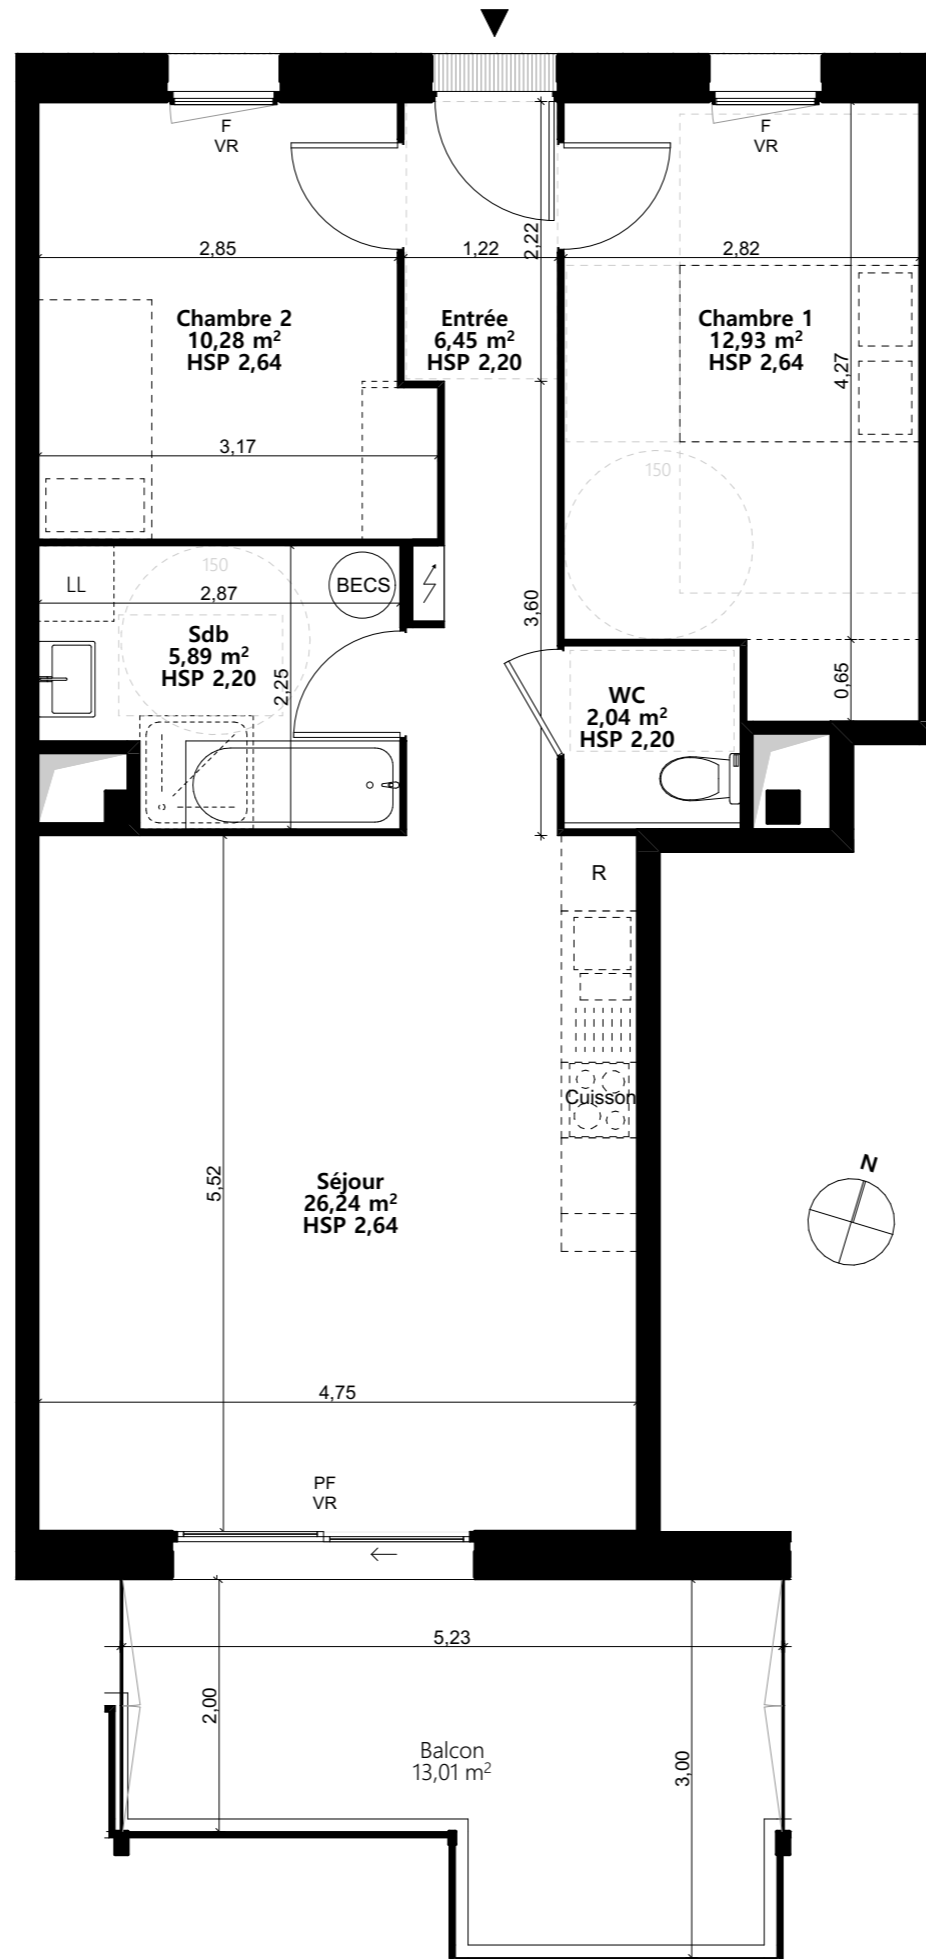 F
VR
F
VR
2,85
1,22
2,22
2,82
Chambre 2
10,28 m²
HSP 2,64
Entrée
6,45 m²
HSP 2,20
Chambre 1
12,93 m²
HSP 2,64
4,27
3,17
150
150
LL
2,87
BECS
3,60
Sdb
5,89 m²
HSP 2,20
2,25
WC
2,04 m²
HSP 2,20
0,65
R
Cuisson
5,52
Séjour
26,24 m²
HSP 2,64
N
4,75
PF
VR
5,23
2,00
Balcon
13,01 m²
3,00